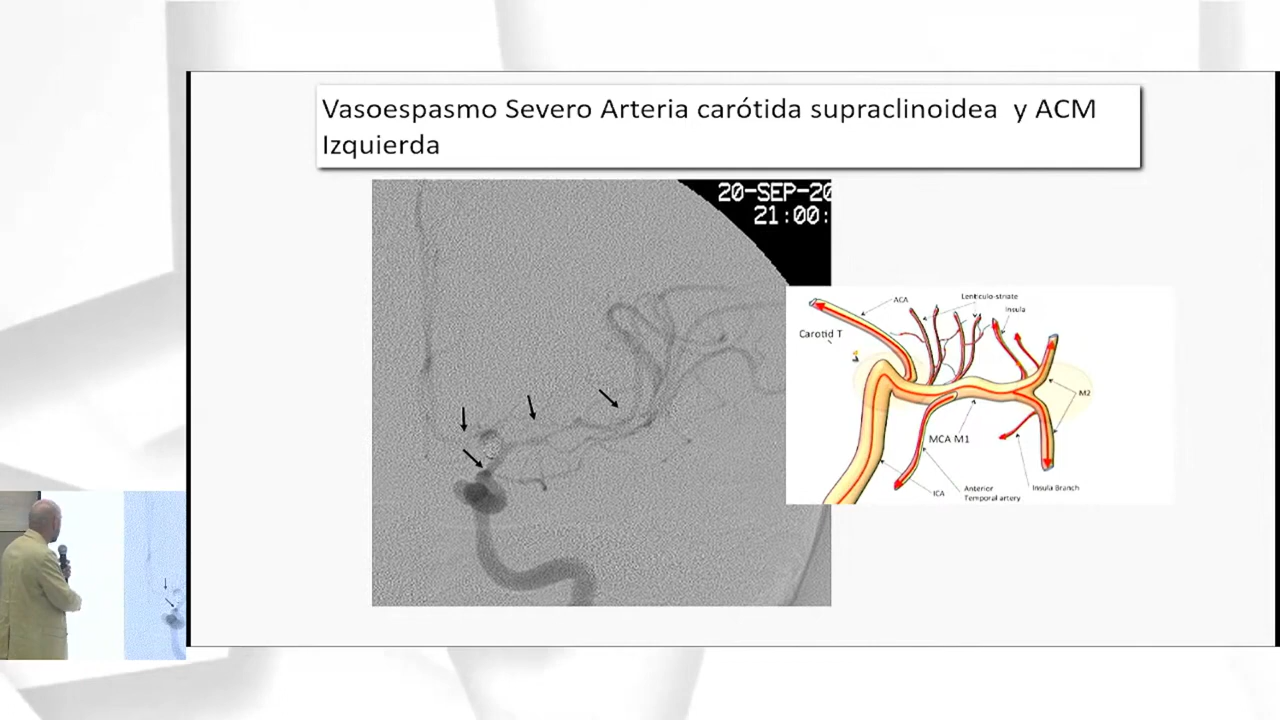 Vasoespasmo Severo Arteria carótida supraclinoidea y ACM
Izquierda
20-SEP-20
21:00:
ACA
Lenticulo-striate
Insula
Carotid T
M2
MCA M1
ICA
Anterior
Temporal artery
Insula Branch